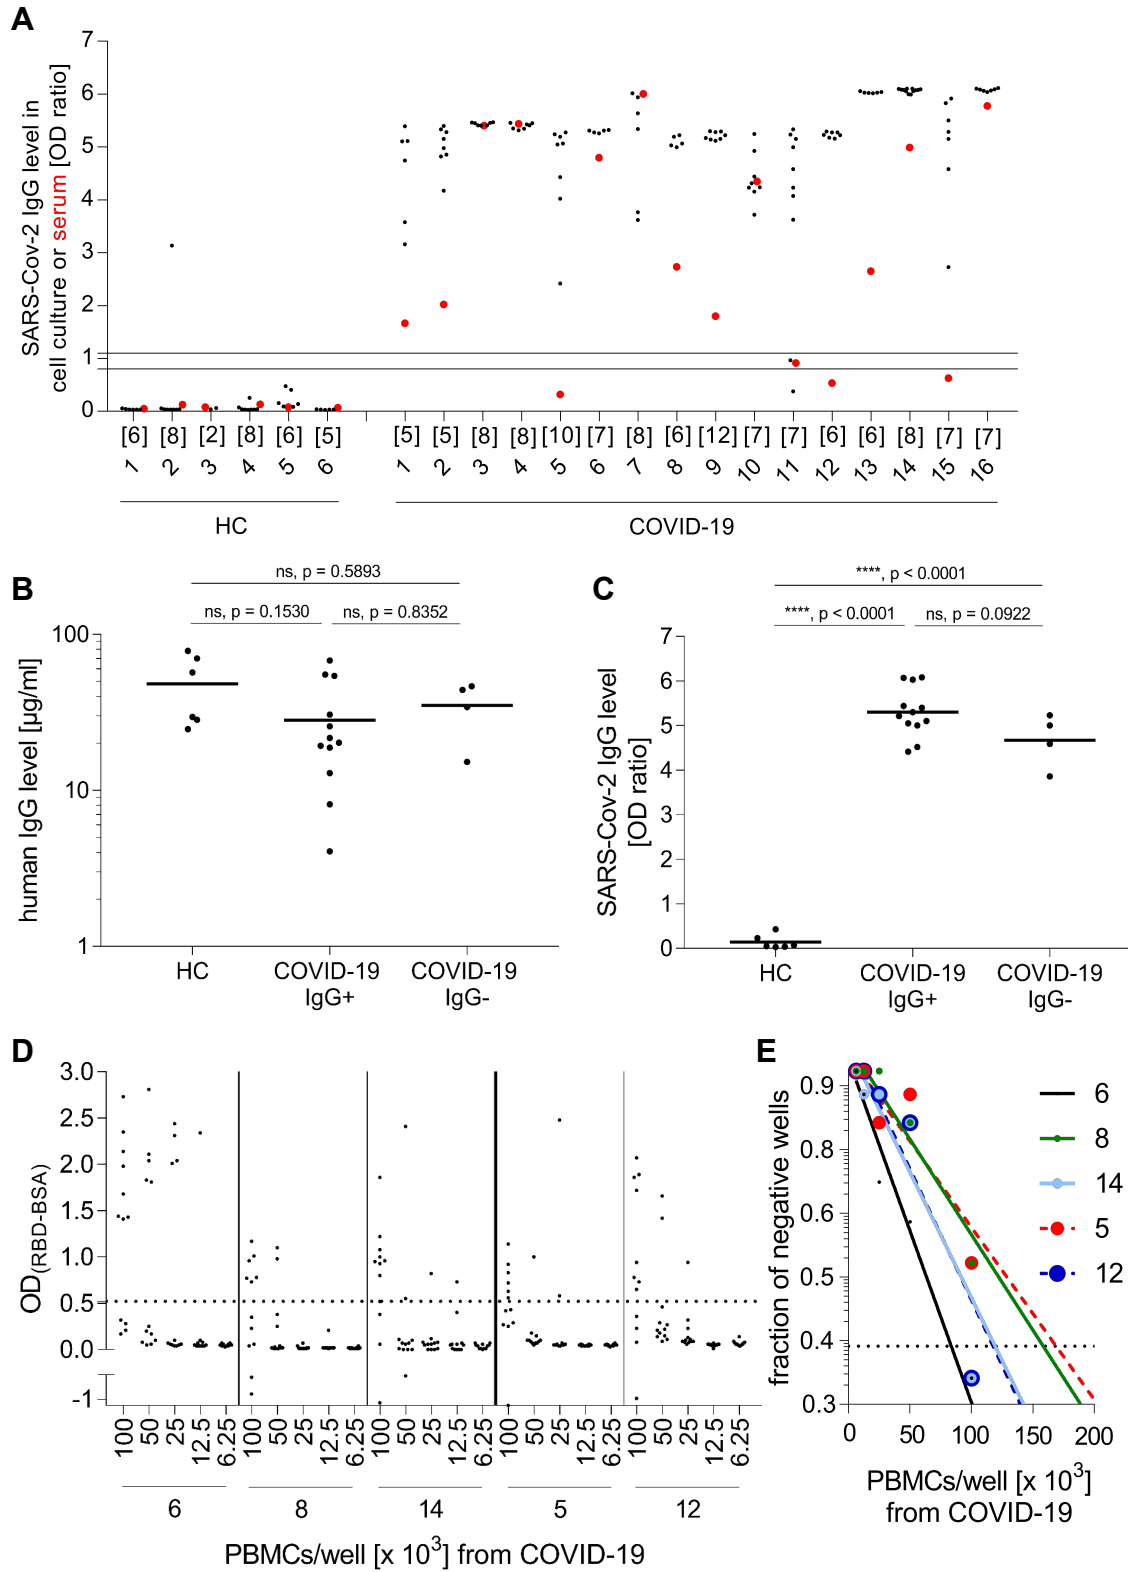 A
SARS-Cov-2 IgG level in
cell culture or serum [OD ratio]
7
6
5
4
3
2
1
0
[6] [8] [2] [8] [6] [5] [5] [5] [8] [8] [10] [7] [8] [6] [12] [7] [7] [6] [6] [8] [7] [7]
1 2 3 4 5 6 1 2 3 4 5 6 7 8 9 10 11 12 13 14 15 16
HC COVID-19
B
ns, p = 0.5893
ns, p = 0.1530 ns, p = 0.8352
human IgG level [µg/ml]
100
10
1
HC COVID-19 COVID-19
IgG+ IgG-
C
****, p < 0.0001
****, p < 0.0001 ns, p = 0.0922
SARS-Cov-2 IgG level
[OD ratio]
7
6
5
4
3
2
1
0
HC COVID-19 COVID-19
IgG+ IgG-
D
OD(RBD-BSA)
3.0
2.5
2.0
1.5
1.0
0.5
0.0
-1
100 50 25 12.5 6.25 100 50 25 12.5 6.25 100 50 25 12.5 6.25 100 50 25 12.5 6.25 100 50 25 12.5 6.25
6 8 14 5 12
PBMCs/well [x 10³] from COVID-19
E
fraction of negative wells
0.9
0.8
0.6
0.5
0.4
0.3
0 50 100 150 200
PBMCs/well [x 10³]
from COVID-19
6
8
14
5
12